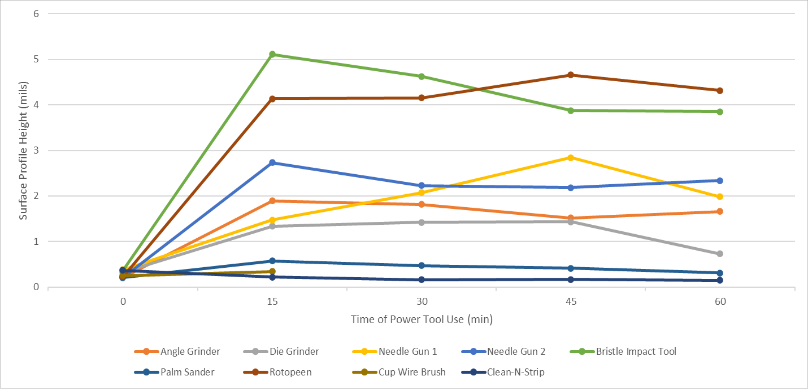 6
5
4
3
2
1
0
Surface Profile Height (mils)
0 15 30 45 60
Time of Power Tool Use (min)
Angle Grinder Die Grinder Needle Gun 1 Needle Gun 2 Bristle Impact Tool
Palm Sander Rotopeen Cup Wire Brush Clean-N-Strip